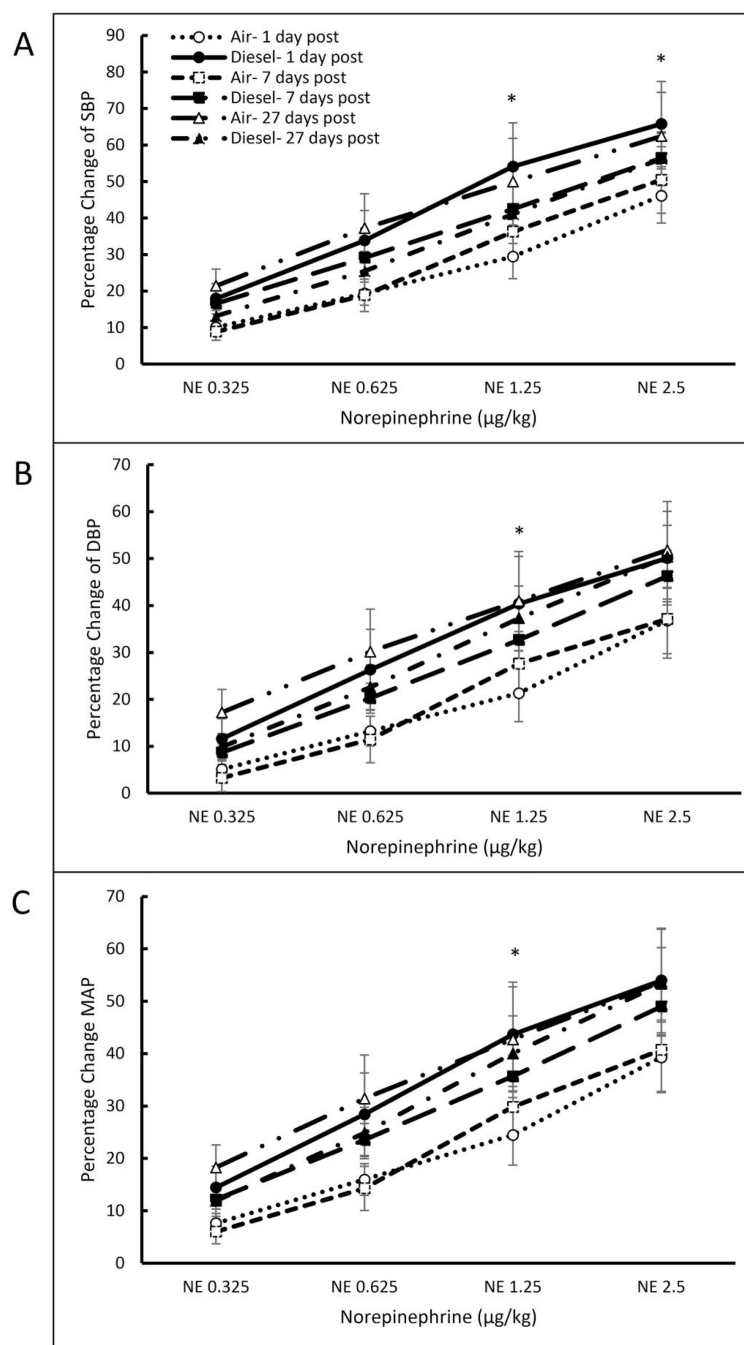 A
Air- 1 day post
Diesel- 1 day post
Air- 7 days post
Diesel- 7 days post
Air- 27 days post
Diesel- 27 days post
*
*
Percentage Change of SBP
90
80
70
60
50
40
30
20
10
0
NE 0.325 NE 0.625 NE 1.25 NE 2.5
Norepinephrine (µg/kg)
B
*
Percentage Change of DBP
70
60
50
40
30
20
10
0
NE 0.325 NE 0.625 NE 1.25 NE 2.5
Norepinephrine (µg/kg)
C
*
Percentage Change MAP
70
60
50
40
30
20
10
0
NE 0.325 NE 0.625 NE 1.25 NE 2.5
Norepinephrine (µg/kg)